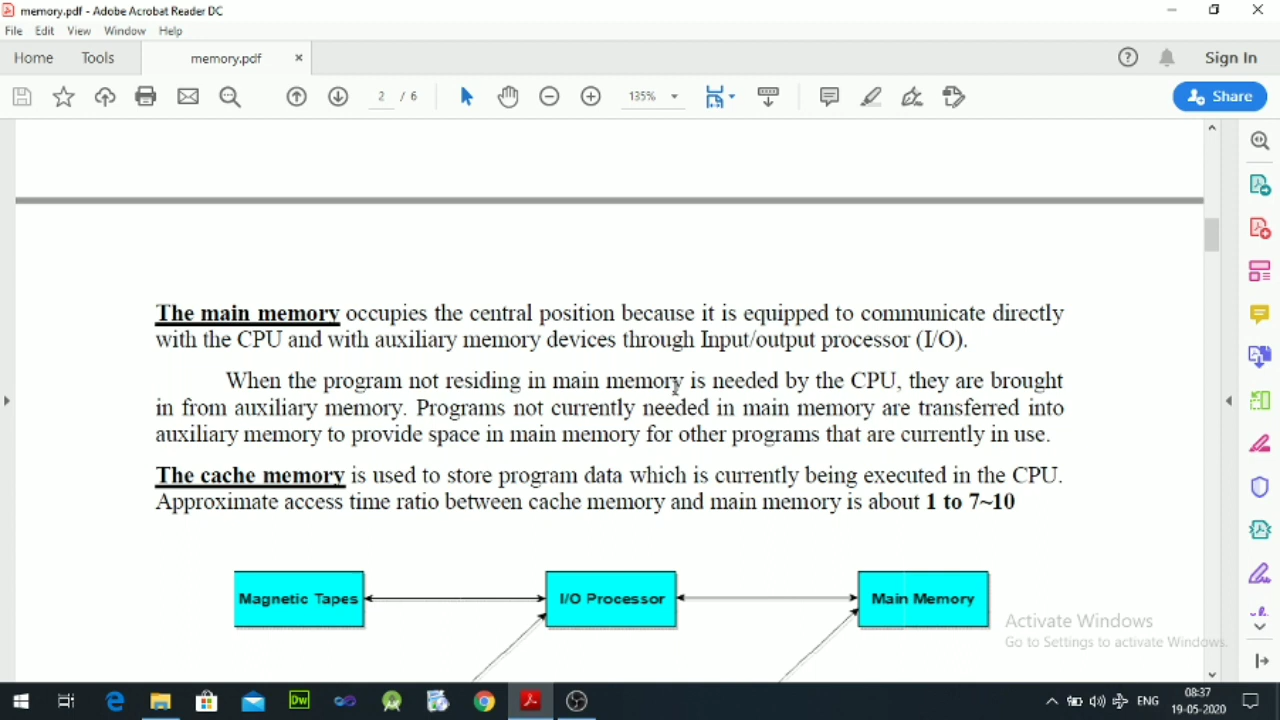 memory.pdf - Adobe Acrobat Reader DC
File Edit View Window Help
Home Tools memory.pdf × Sign In
2 / 6 135% Share
The main memory occupies the central position because it is equipped to communicate directly
with the CPU and with auxiliary memory devices through Input/output processor (I/O).
When the program not residing in main memory is needed by the CPU, they are brought
in from auxiliary memory. Programs not currently needed in main memory are transferred into
auxiliary memory to provide space in main memory for other programs that are currently in use.
The cache memory is used to store program data which is currently being executed in the CPU.
Approximate access time ratio between cache memory and main memory is about 1 to 7~10
Magnetic Tapes I/O Processor Main Memory
Activate Windows
Go to Settings to activate Windows.
Dw ENG 08:37
19-05-2020